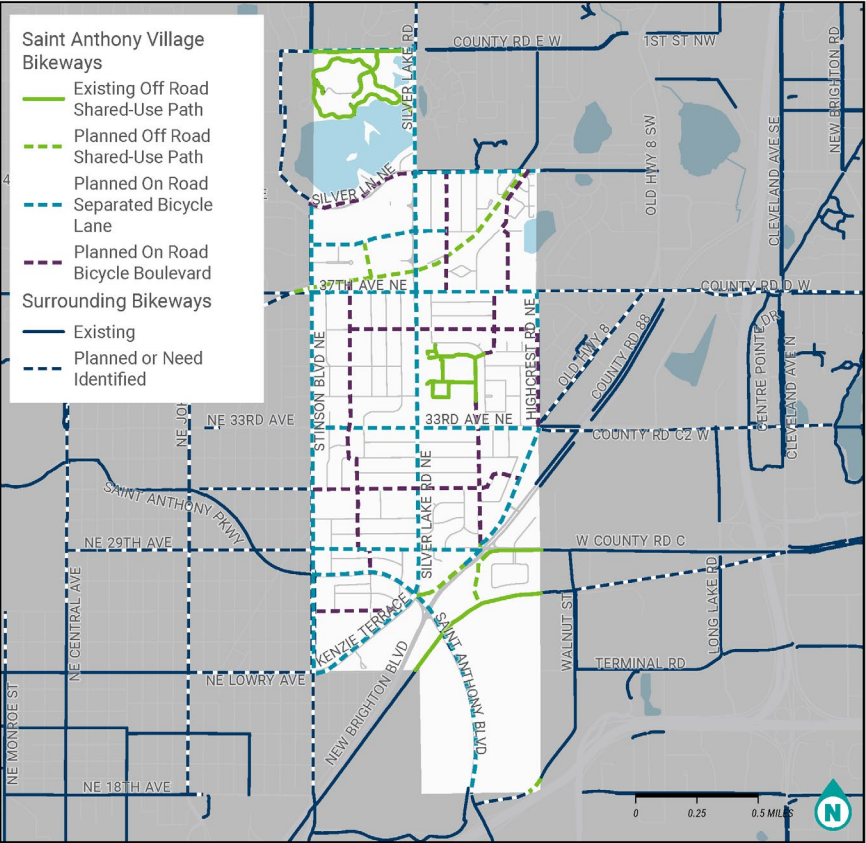 Saint Anthony Village
Bikeways
Existing Off Road
Shared-Use Path
Planned Off Road
Shared-Use Path
Planned On Road
Separated Bicycle
Lane
Planned On Road
Bicycle Boulevard
Surrounding Bikeways
Existing
Planned or Need
Identified
COUNTY RD E W
1ST ST NW
SILVER LAKE RD
NEW BRIGHTON RD
OLD HWY 8 SW
CLEVELAND AVE SE
4
E
SILVER LN NE
37TH AVE NE
COUNTY RD D W
STINSON BLVD NE
HIGHCREST RD NE
OLD HWY 8
COUNTY RD 88
CENTRE POINTE DR
CLEVELAND AVE N
NE JOH
NE 33RD AVE
33RD AVE NE
COUNTY RD C2 W
SILVER LAKE RD NE
SAINT ANTHONY PKWY
NE 29TH AVE
W COUNTY RD C
NE CENTRAL AVE
KENZIE TERRACE
SAINT ANTHONY BLVD
WALNUT ST
LONG LAKE RD
TERMINAL RD
NE LOWRY AVE
NE MONROE ST
NEW BRIGHTON BLVD
NE 18TH AVE
0 0.25 0.5 MILES
N